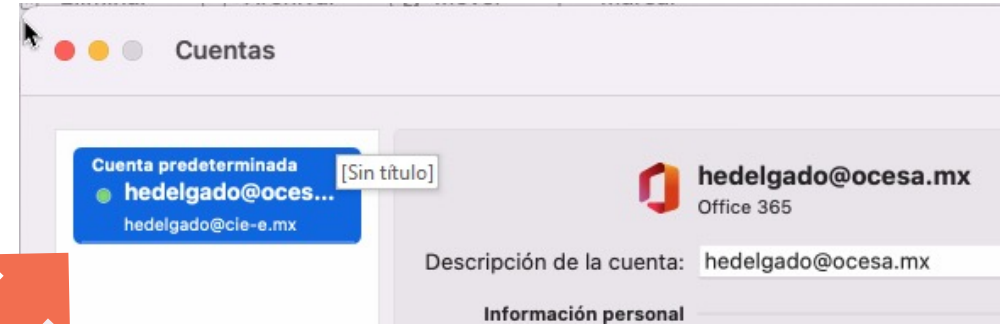 Cuentas
Cuenta predeterminada
hedelgado@oces...
hedelgado@cie-e.mx
[Sin título]
hedelgado@ocesa.mx
Office 365
Descripción de la cuenta: hedelgado@ocesa.mx
Información personal